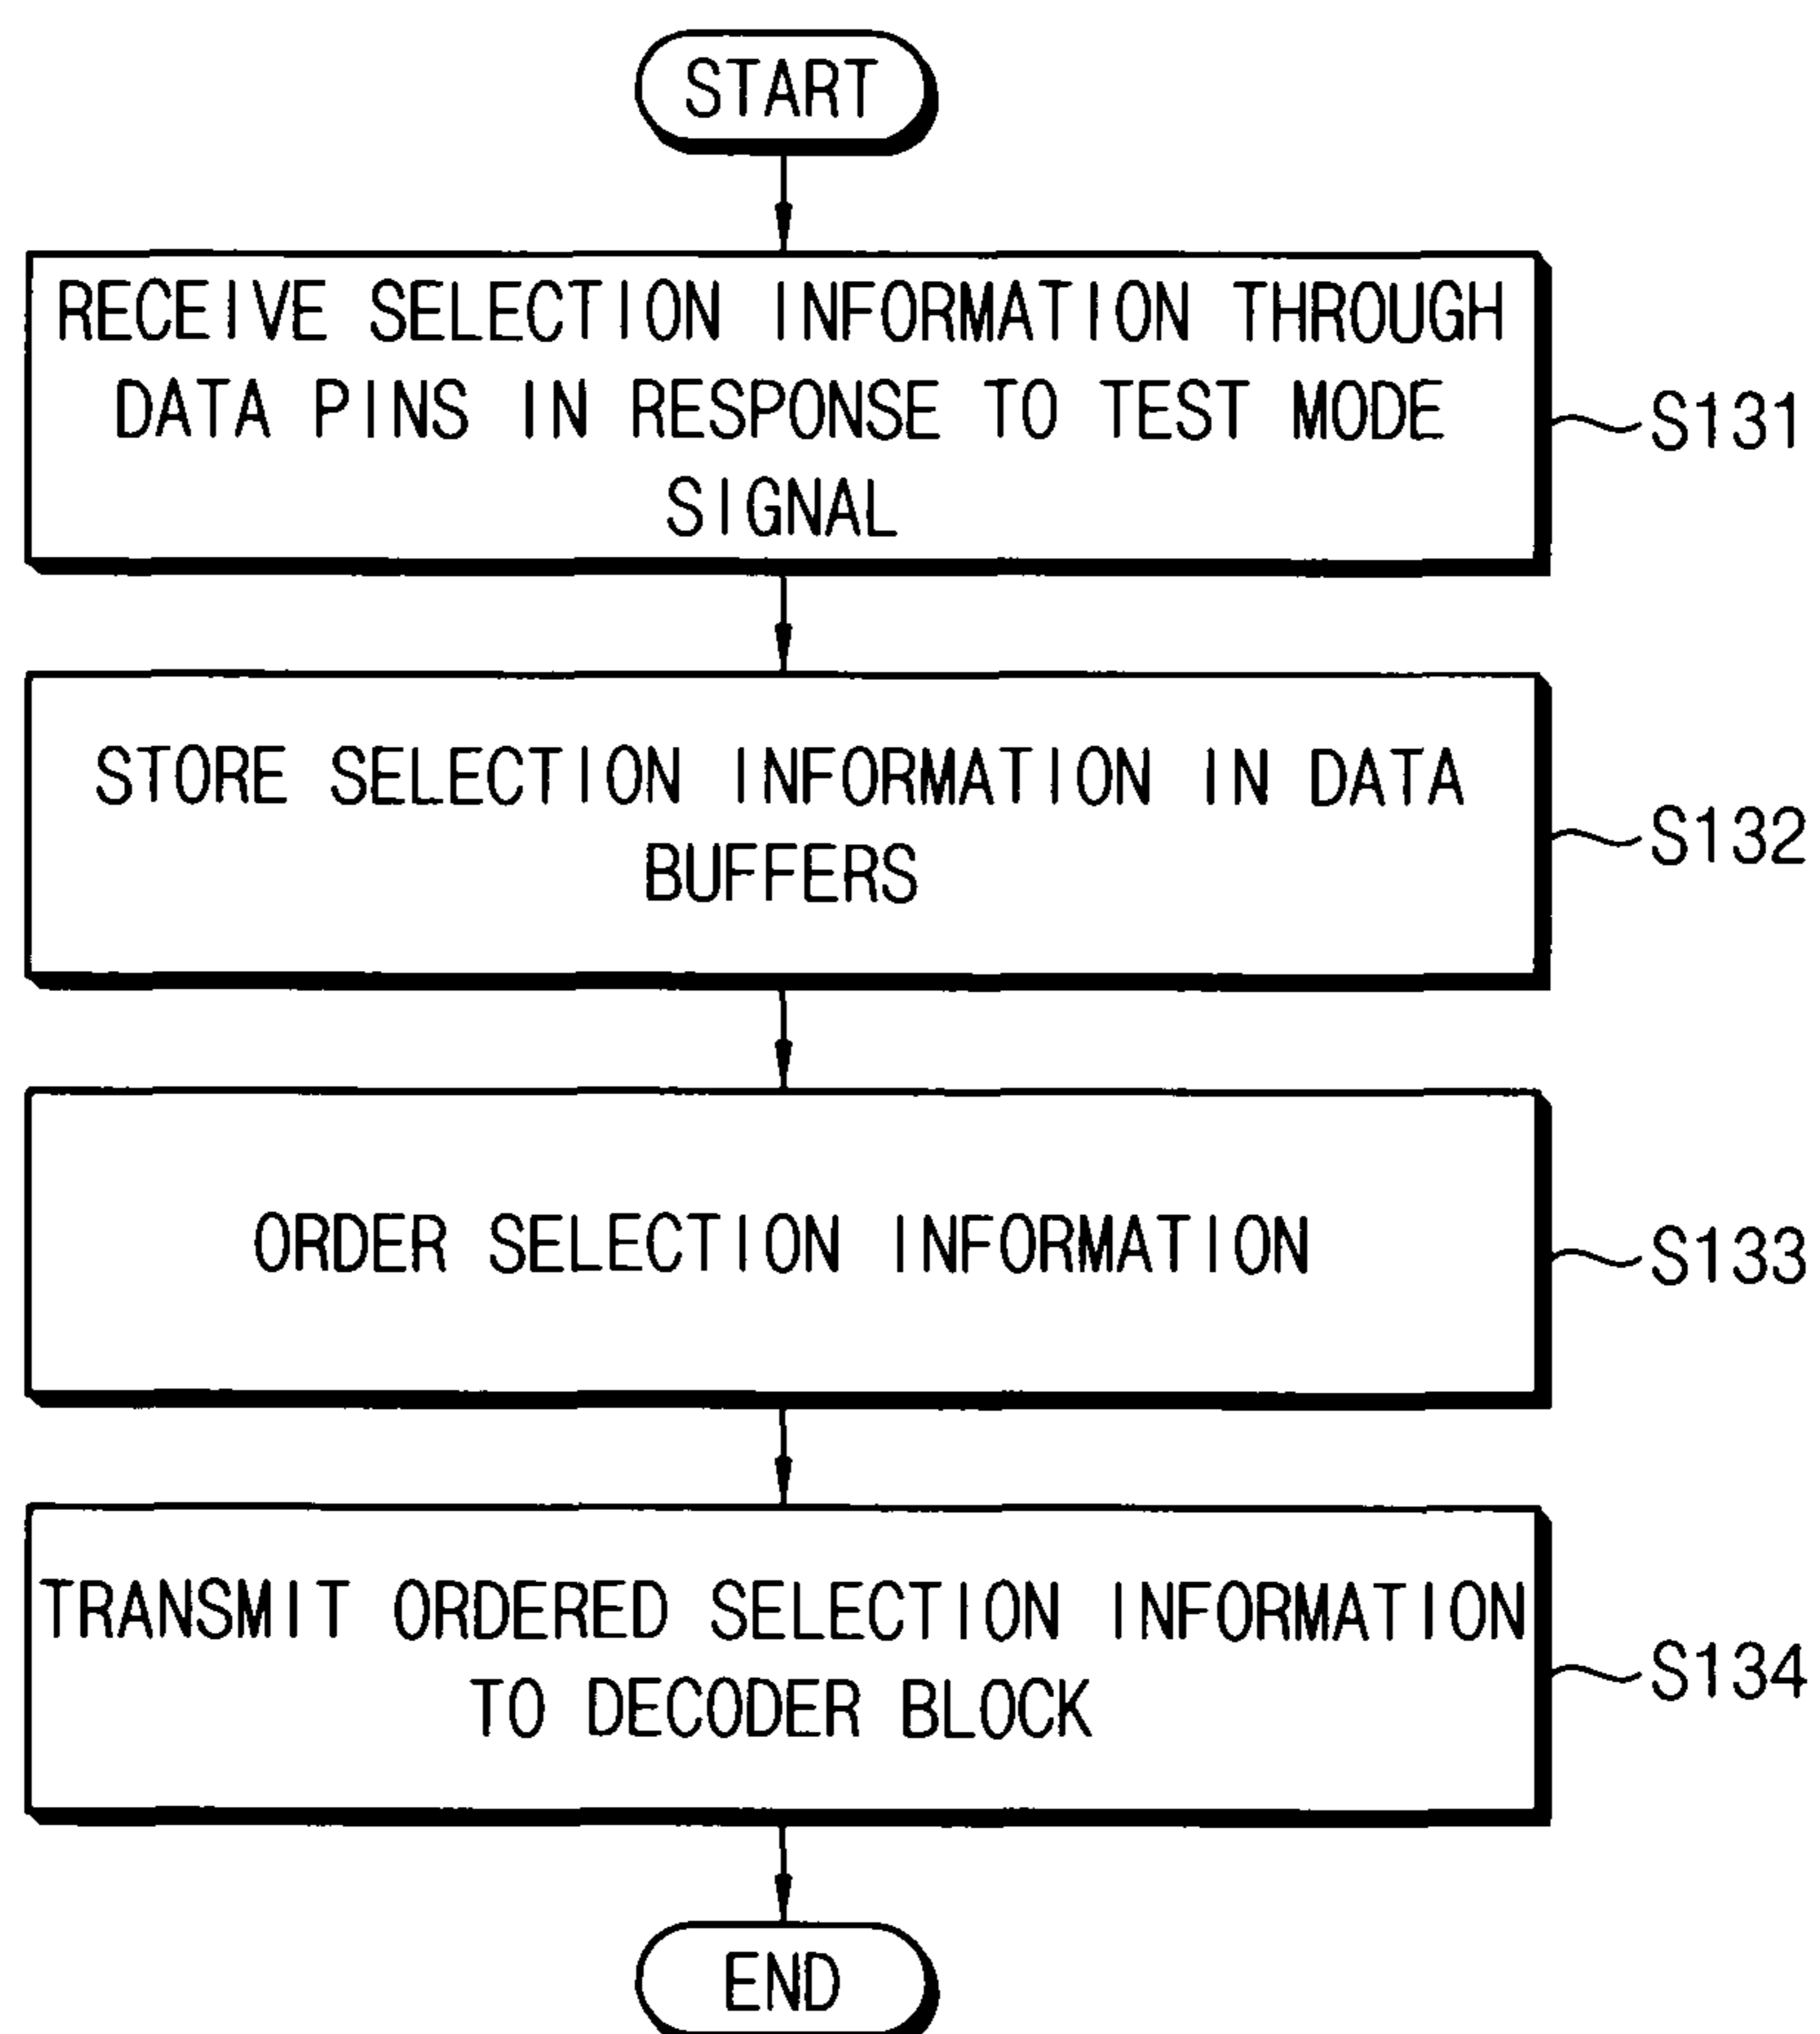 START
RECEIVE SELECTION INFORMATION THROUGH
DATA PINS IN RESPONSE TO TEST MODE
SIGNAL
S131
STORE SELECTION INFORMATION IN DATA
BUFFERS
S132
ORDER SELECTION INFORMATION
S133
TRANSMIT ORDERED SELECTION INFORMATION
TO DECODER BLOCK
S134
END